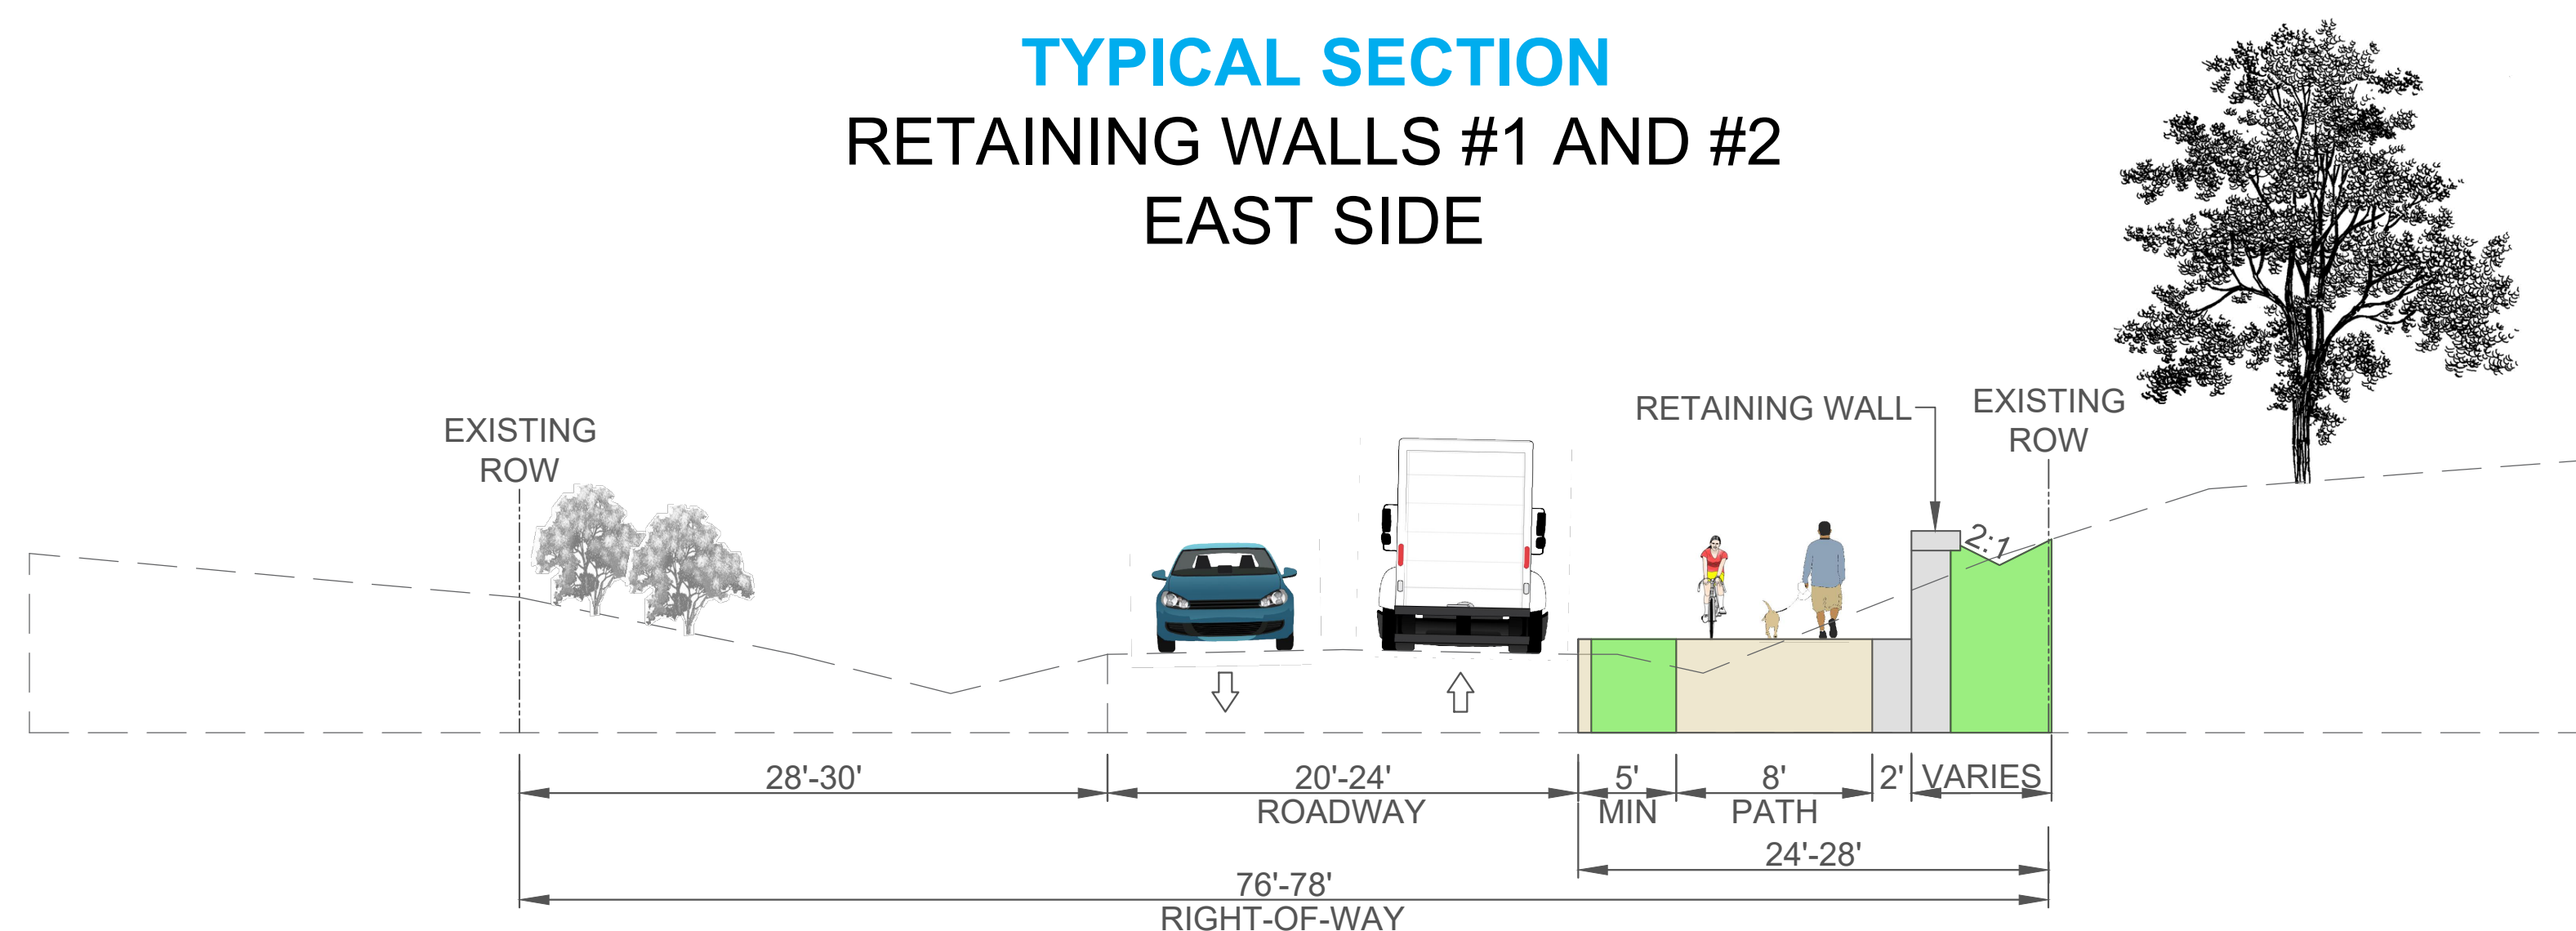 TYPICAL SECTION
RETAINING WALLS #1 AND #2
EAST SIDE
EXISTING
ROW
RETAINING WALL
EXISTING
ROW
2:1
28'-30'
20'-24'
ROADWAY
5'
MIN
8'
PATH
2'
VARIES
24'-28'
76'-78'
RIGHT-OF-WAY